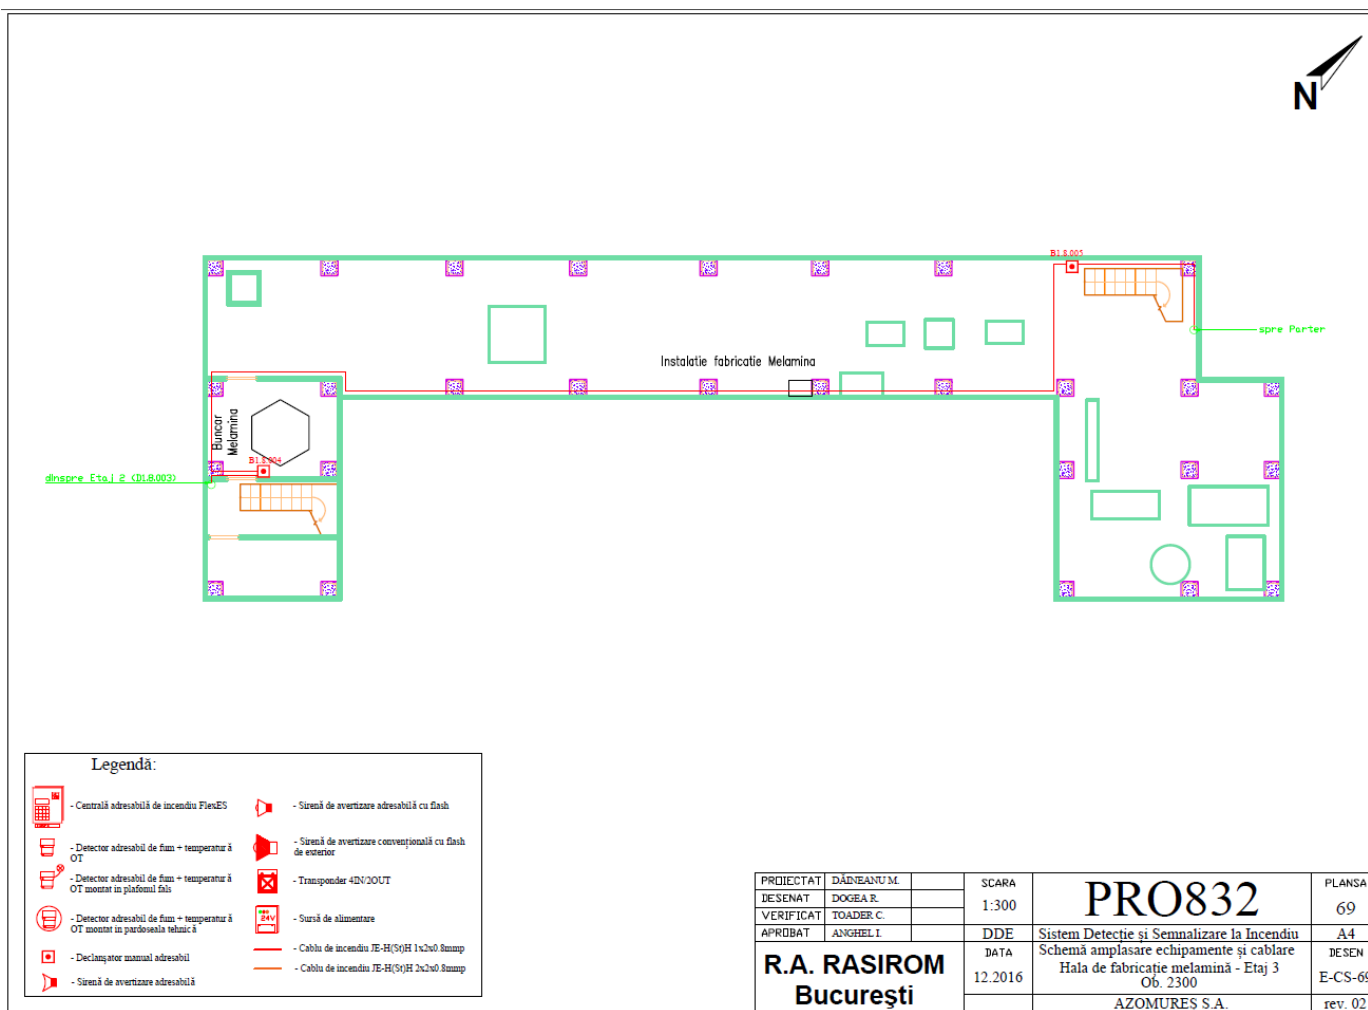 N
B1.8.005
spre Parter
Instalatie fabricatie Melamina
Buncar
Melamina
B1.8.004
dinspre Etaj 2 (D1.8.003)
Legendă:
- Centrală adresabilă de incendiu FlexES
- Detector adresabil de fum + temperatură
OT
- Detector adresabil de fum + temperatură
OT montat in plafonul fals
- Detector adresabil de fum + temperatură
OT montat in pardoseala tehnică
- Declanşator manual adresabil
- Sirenă de avertizare adresabilă
- Sirenă de avertizare adresabilă cu flash
- Sirenă de avertizare convenţională cu flash
de exterior
- Transponder 4IN/2OUT
24V
- Sursă de alimentare
- Cablu de incendiu JE-H(St)H 1x2x0.8mmp
- Cablu de incendiu JE-H(St)H 2x2x0.8mmp
PROIECTAT DĂINEANU M.
DESENAT DOGEA R.
VERIFICAT TOADER C.
APROBAT ANGHEL I.
R.A. RASIROM
Bucureşti
SCARA
1:300
DDE
DATA
12.2016
PRO832
Sistem Detecţie şi Semnalizare la Incendiu
Schemă amplasare echipamente şi cablare
Hala de fabricaţie melamină - Etaj 3
Ob. 2300
AZOMURES S.A.
PLANSA
69
A4
DESEN
E-CS-69
rev. 02